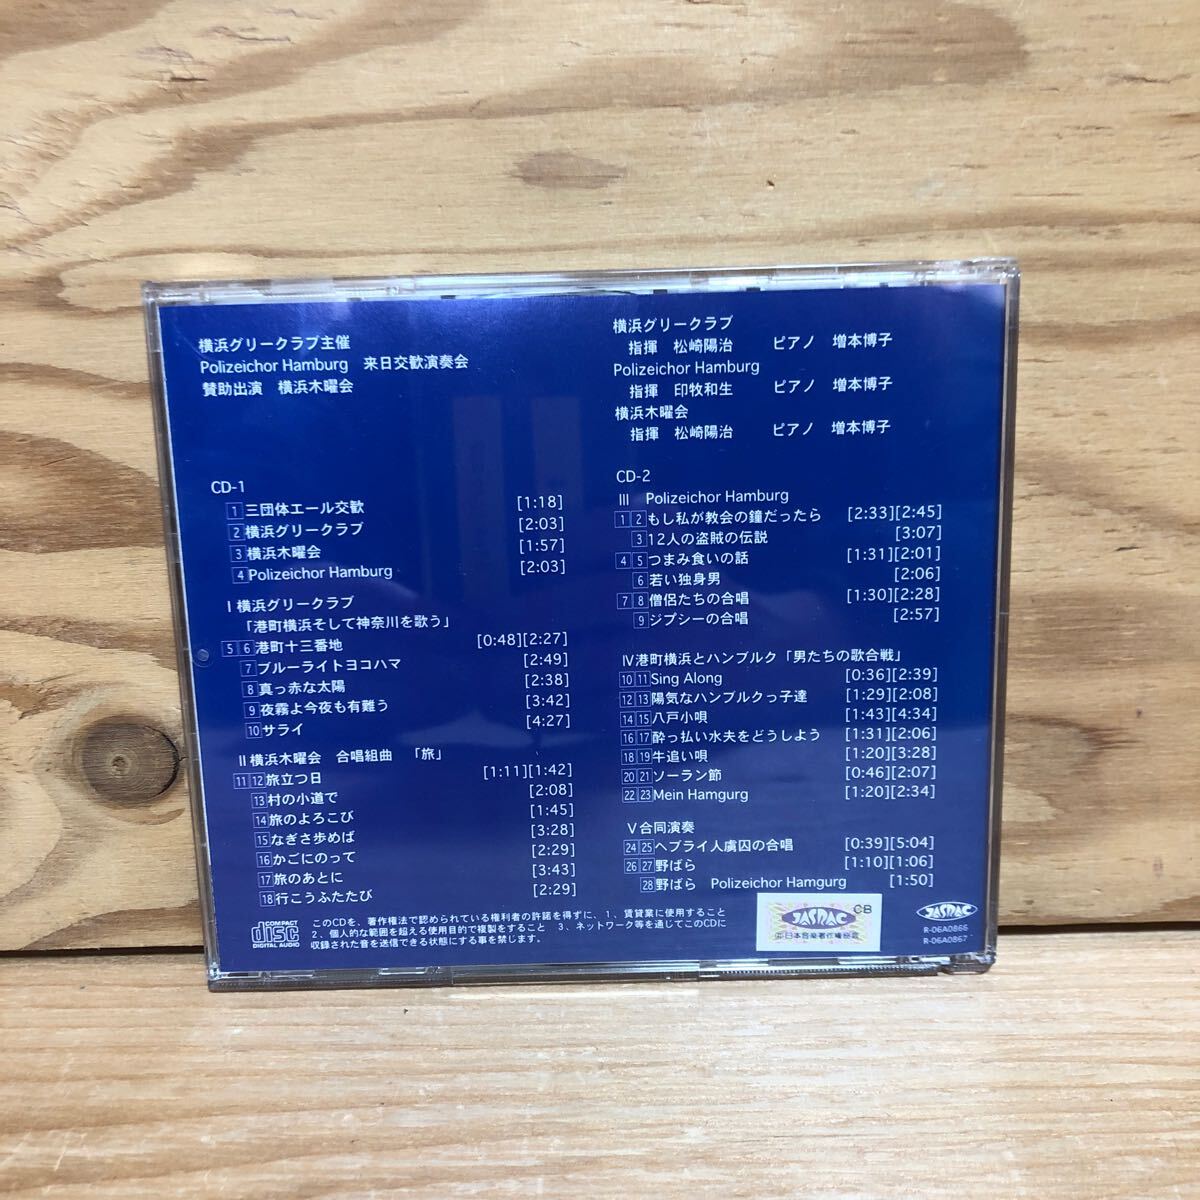 横浜グリークラブ主催
Polizeichor Hamburg　来日交歓演奏会
賛助出演　横浜木曜会
横浜グリークラブ
指揮　松崎陽治　ピアノ　増本博子
Polizeichor Hamburg
指揮　印牧和生　ピアノ　増本博子
横浜木曜会
指揮　松崎陽治　ピアノ　増本博子
CD-1
1 三団体エール交歓 [1:18]
2 横浜グリークラブ [2:03]
3 横浜木曜会 [1:57]
4 Polizeichor Hamburg [2:03]
Ⅰ横浜グリークラブ
「港町横浜そして神奈川を歌う」
5 6 港町十三番地 [0:48][2:27]
7 ブルーライトヨコハマ [2:49]
8 真っ赤な太陽 [2:38]
9 夜霧よ今夜も有難う [3:42]
10 サライ [4:27]
Ⅱ横浜木曜会　合唱組曲　「旅」
11 12 旅立つ日 [1:11][1:42]
13 村の小道で [2:08]
14 旅のよろこび [1:45]
15 なぎさ歩めば [3:28]
16 かごにのって [2:29]
17 旅のあとに [3:43]
18 行こうふたたび [2:29]
CD-2
Ⅲ　Polizeichor Hamburg
1 2 もし私が教会の鐘だったら [2:33][2:45]
3 12人の盗賊の伝説 [3:07]
4 5 つまみ食いの話 [1:31][2:01]
6 若い独身男 [2:06]
7 8 僧侶たちの合唱 [1:30][2:28]
9 ジプシーの合唱 [2:57]
Ⅳ港町横浜とハンブルク「男たちの歌合戦」
10 11 Sing Along [0:36][2:39]
12 13 陽気なハンブルクっ子達 [1:29][2:08]
14 15 八戸小唄 [1:43][4:34]
16 17 酔っ払い水夫をどうしよう [1:31][2:06]
18 19 牛追い唄 [1:20][3:28]
20 21 ソーラン節 [0:46][2:07]
22 23 Mein Hamgurg [1:20][2:34]
Ⅴ合同演奏
24 25 ヘブライ人虜囚の合唱 [0:39][5:04]
26 27 野ばら [1:10][1:06]
28 野ばら　Polizeichor Hamgurg [1:50]
COMPACT
disc
DIGITAL AUDIO
このCDを、著作権法で認められている権利者の許諾を得ずに、1、賃貸業に使用すること
2、個人的な範囲を超える使用目的で複製をすること　3、ネットワーク等を通じてこのCDに
収録された音を送信できる状態にする事を禁じます。
JASRAC
CB
JASRAC
R-06A0866
R-06A0867